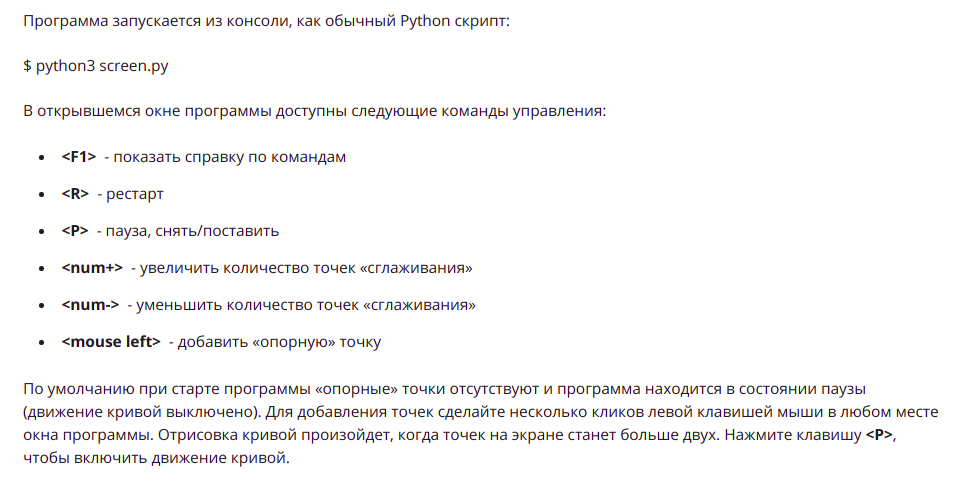 Программа запускается из консоли, как обычный Python скрипт:
$ python3 screen.py
В открывшемся окне программы доступны следующие команды управления:
• <F1> - показать справку по командам
• <R> - рестарт
• <P> - пауза, снять/поставить
• <num+> - увеличить количество точек «сглаживания»
• <num-> - уменьшить количество точек «сглаживания»
• <mouse left> - добавить «опорную» точку
По умолчанию при старте программы «опорные» точки отсутствуют и программа находится в состоянии паузы
(движение кривой выключено). Для добавления точек сделайте несколько кликов левой клавишей мыши в любом месте
окна программы. Отрисовка кривой произойдет, когда точек на экране станет больше двух. Нажмите клавишу <P>,
чтобы включить движение кривой.